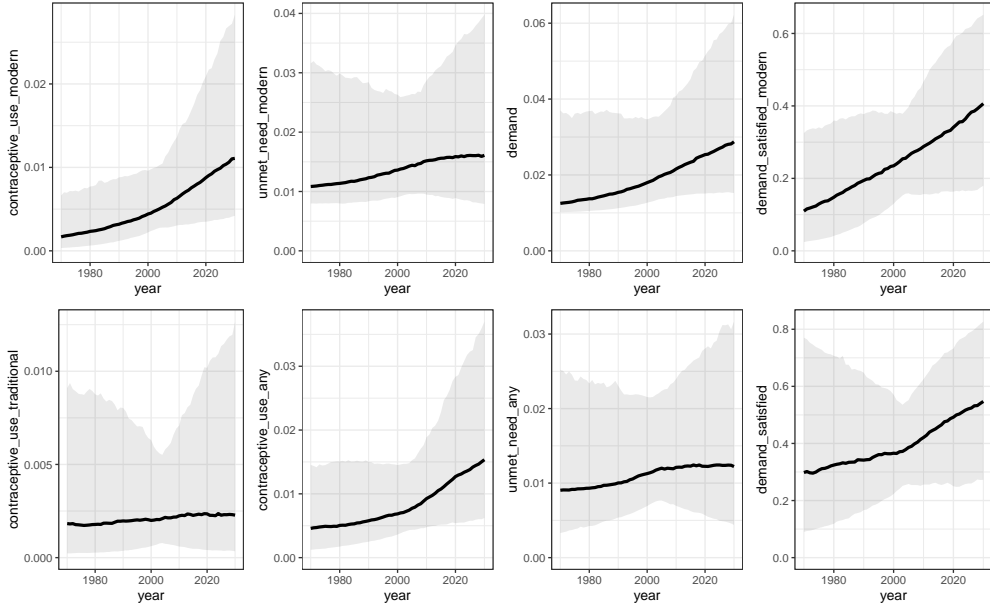 contraceptive_use_modern
0.02
0.01
0.00
1980 2000 2020
year
unmet_need_modern
0.04
0.03
0.02
0.01
0.00
1980 2000 2020
year
demand
0.06
0.04
0.02
0.00
1980 2000 2020
year
demand_satisfied_modern
0.6
0.4
0.2
0.0
1980 2000 2020
year
contraceptive_use_traditional
0.010
0.005
0.000
1980 2000 2020
year
contraceptive_use_any
0.03
0.02
0.01
0.00
1980 2000 2020
year
unmet_need_any
0.03
0.02
0.01
0.00
1980 2000 2020
year
demand_satisfied
0.8
0.6
0.4
0.2
0.0
1980 2000 2020
year